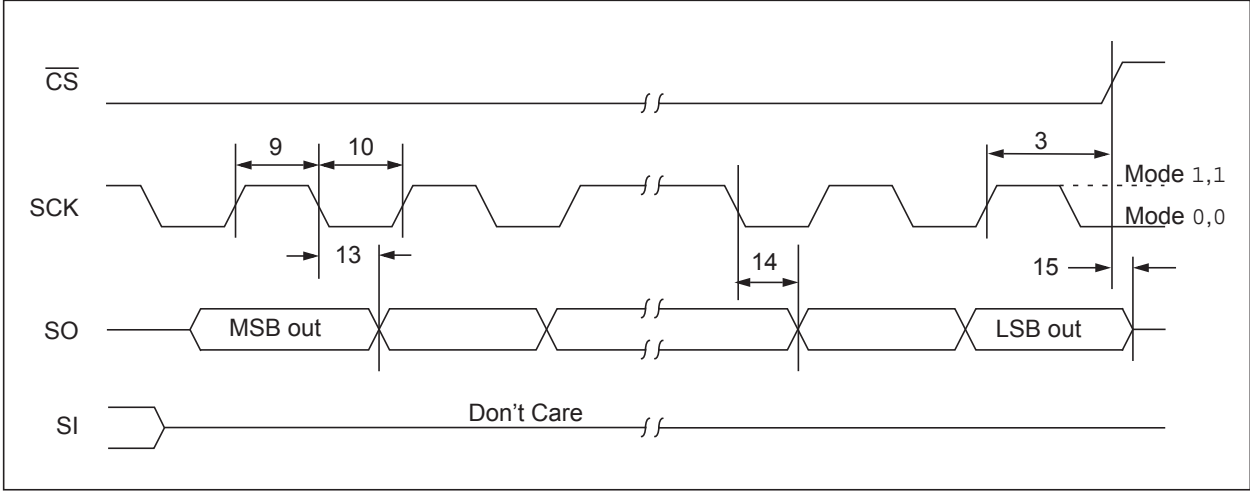 CS
9
10
3
SCK
Mode 1,1
Mode 0,0
13
14
15
SO
MSB out
LSB out
SI
Don't Care